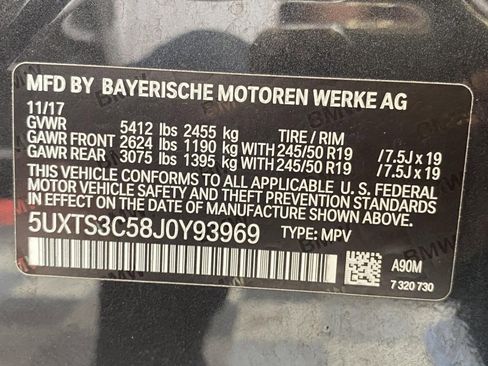 MFD BY BAYERISCHE MOTOREN WERKE AG
11/17
GVWR 5412 lbs 2455 kg TIRE / RIM
GAWR FRONT 2624 lbs 1190 kg WITH 245/50 R19 /7.5J x 19
GAWR REAR 3075 lbs 1395 kg WITH 245/50 R19 /7.5J x 19
THIS VEHICLE CONFORMS TO ALL APPLICABLE U. S. FEDERAL
MOTOR VEHICLE SAFETY AND THEFT PREVENTION STANDARDS
IN EFFECT ON THE DATE OF MANUFACTURE SHOWN ABOVE.
5UXTS3C58J0Y93969 TYPE: MPV
A90M
7 320 730